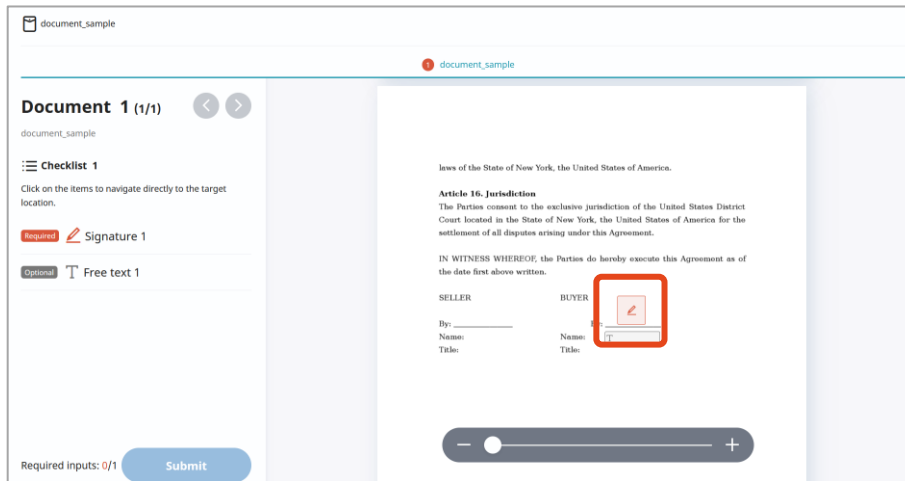 document_sample
1 document_sample
Document 1 (1/1)
document_sample
Checklist 1
Click on the items to navigate directly to the target
location.
Required Signature 1
Optional Free text 1
Required inputs: 0/1 Submit
laws of the State of New York, the United States of America.
Article 16. Jurisdiction
The Parties consent to the exclusive jurisdiction of the United States District
Court located in the State of New York, the United States of America for the
settlement of all disputes arising under this Agreement.
IN WITNESS WHEREOF, the Parties do hereby execute this Agreement as of
the date first above written.
SELLER BUYER
By:
Name: Name: T
Title: Title: